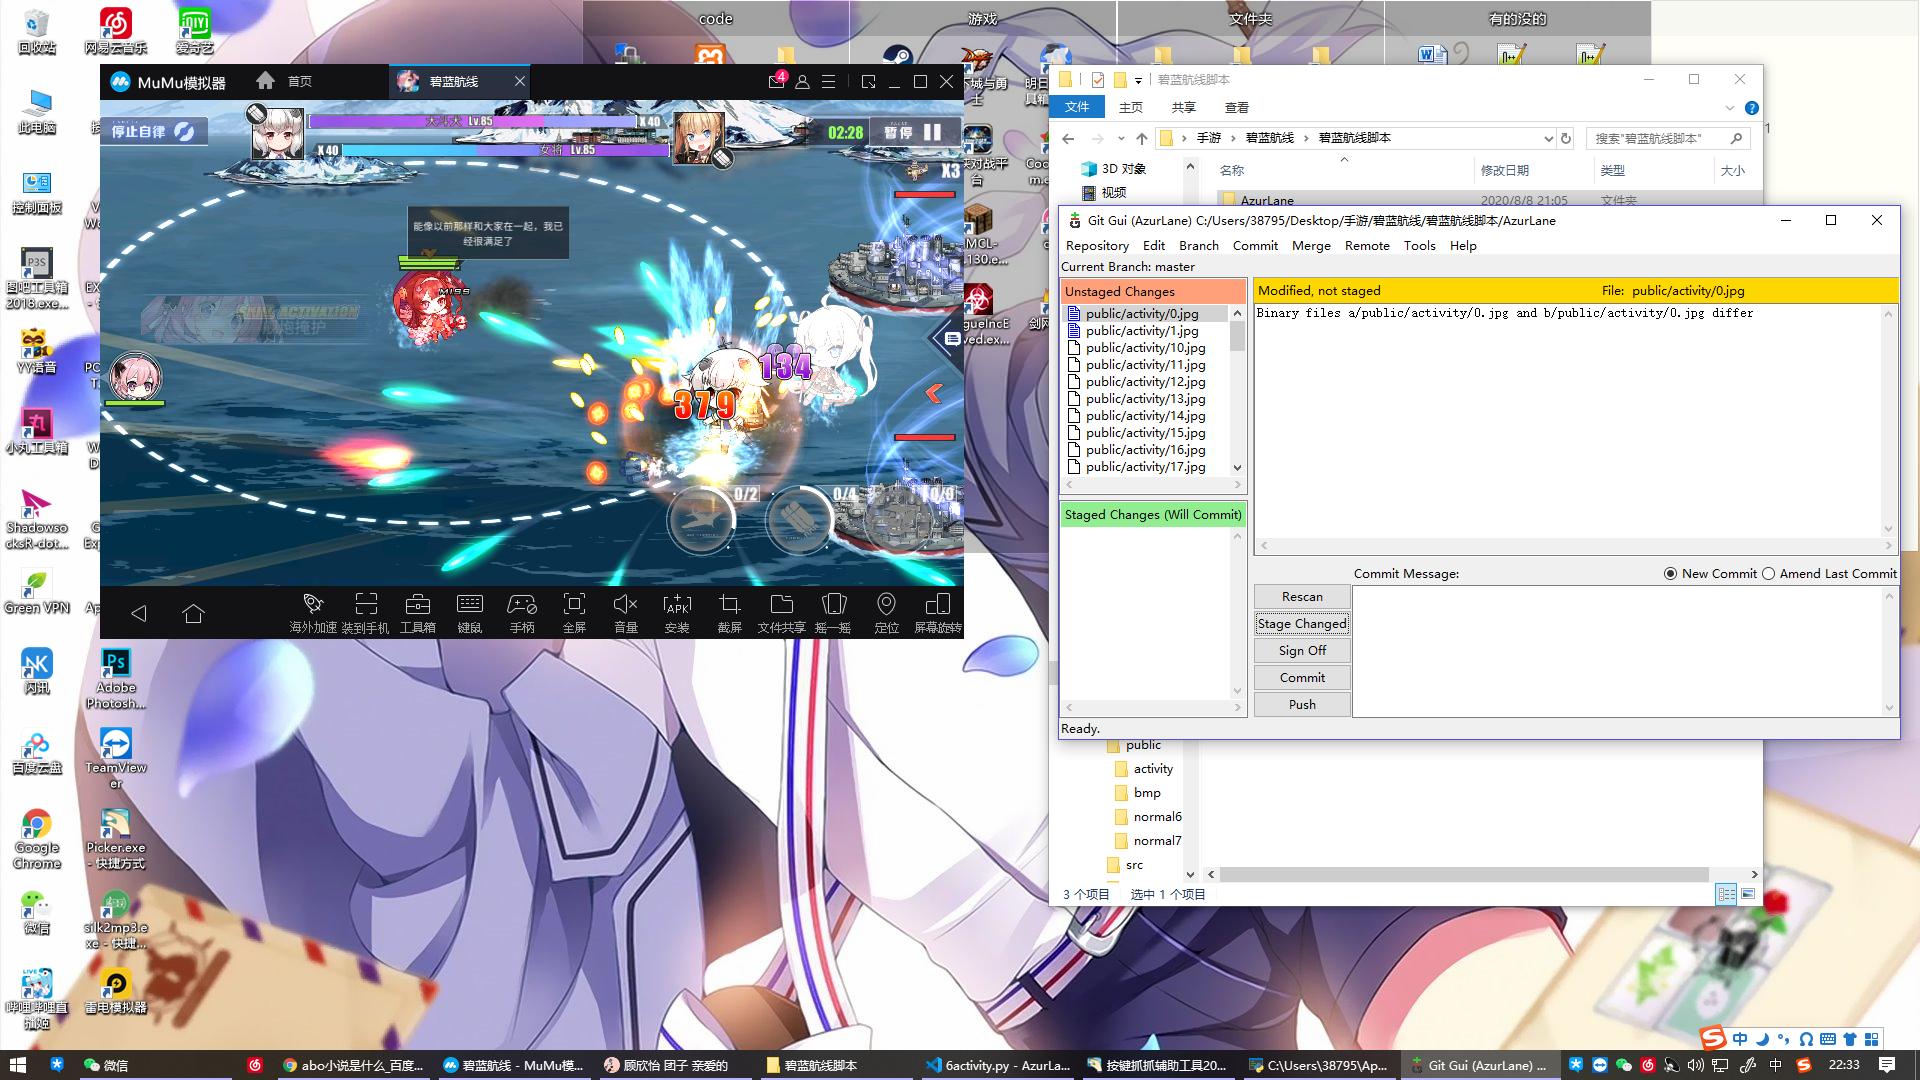 回收站
网易云音乐
爱奇艺
code
游戏
文件夹
有的没的
此电脑
控制面板
图吧工具箱
2018.exe...
YY语音
小丸工具箱
Shadowso
cksR-dot...
Green VPN
闪讯
Adobe
Photosh...
百度云盘
TeamView
er
Google
Chrome
Picker.exe
- 快捷方式
微信
silk2mp3.e
xe - 快捷...
哔哩哔哩直
播姬
雷电模拟器
MuMu模拟器
首页
碧蓝航线
4
停止自律
大斗犬 Lv.85
X 40
X 40
女将 Lv.85
02:28
暂停
X3
能像以前那样和大家在一起，我已
经很满足了
MISS
SKILL ACTIVATION
134
379
0/2
0/4
0/0
海外加速
装到手机
工具箱
键鼠
手柄
全屏
音量
APK
安装
截屏
文件共享
摇一摇
定位
屏幕旋转
碧蓝航线脚本
文件
主页
共享
查看
手游 › 碧蓝航线 › 碧蓝航线脚本
搜索"碧蓝航线脚本"
3D 对象
视频
名称
修改日期
类型
大小
AzurLane
2020/8/8 21:05
文件夹
public
activity
bmp
normal6
normal7
src
3 个项目
选中 1 个项目
Git Gui (AzurLane) C:/Users/38795/Desktop/手游/碧蓝航线/碧蓝航线脚本/AzurLane
Repository Edit Branch Commit Merge Remote Tools Help
Current Branch: master
Unstaged Changes
public/activity/0.jpg
public/activity/1.jpg
public/activity/10.jpg
public/activity/11.jpg
public/activity/12.jpg
public/activity/13.jpg
public/activity/14.jpg
public/activity/15.jpg
public/activity/16.jpg
public/activity/17.jpg
Modified, not staged
File: public/activity/0.jpg
Binary files a/public/activity/0.jpg and b/public/activity/0.jpg differ
Staged Changes (Will Commit)
Commit Message:
New Commit
Amend Last Commit
Rescan
Stage Changed
Sign Off
Commit
Push
Ready.
中
微信
abo小说是什么_百度...
碧蓝航线 - MuMu模...
顾欣怡 团子 亲爱的
碧蓝航线脚本
6activity.py - AzurLa...
按键抓抓辅助工具20...
C:\Users\38795\Ap...
Git Gui (AzurLane) ...
中
22:33